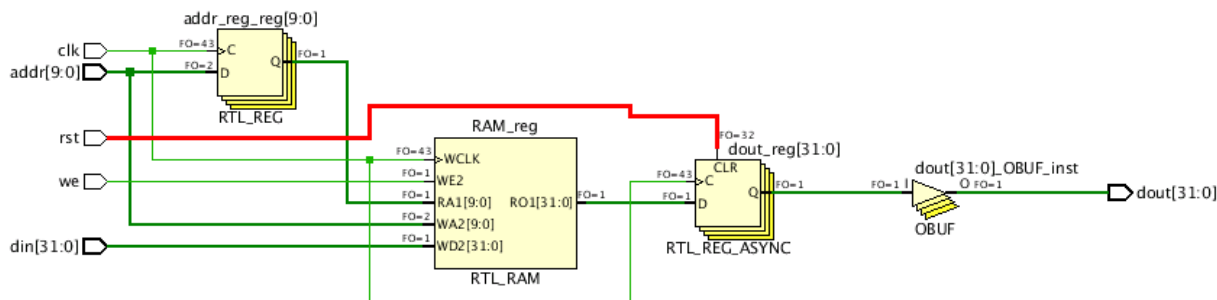 addr_reg_reg[9:0]
clk
FO=43
C
Q
FO=1
addr[9:0]
FO=2
D
RTL_REG
rst
RAM_reg
FO=32
dout_reg[31:0]
CLR
FO=43
WCLK
we
FO=1
WE2
FO=1
RA1[9:0]
RO1[31:0]
FO=1
FO=2
WA2[9:0]
din[31:0]
FO=1
WD2[31:0]
RTL_RAM
FO=43
C
Q
FO=1
FO=1
D
RTL_REG_ASYNC
dout[31:0]_OBUF_inst
FO=1
I
O
FO=1
dout[31:0]
OBUF